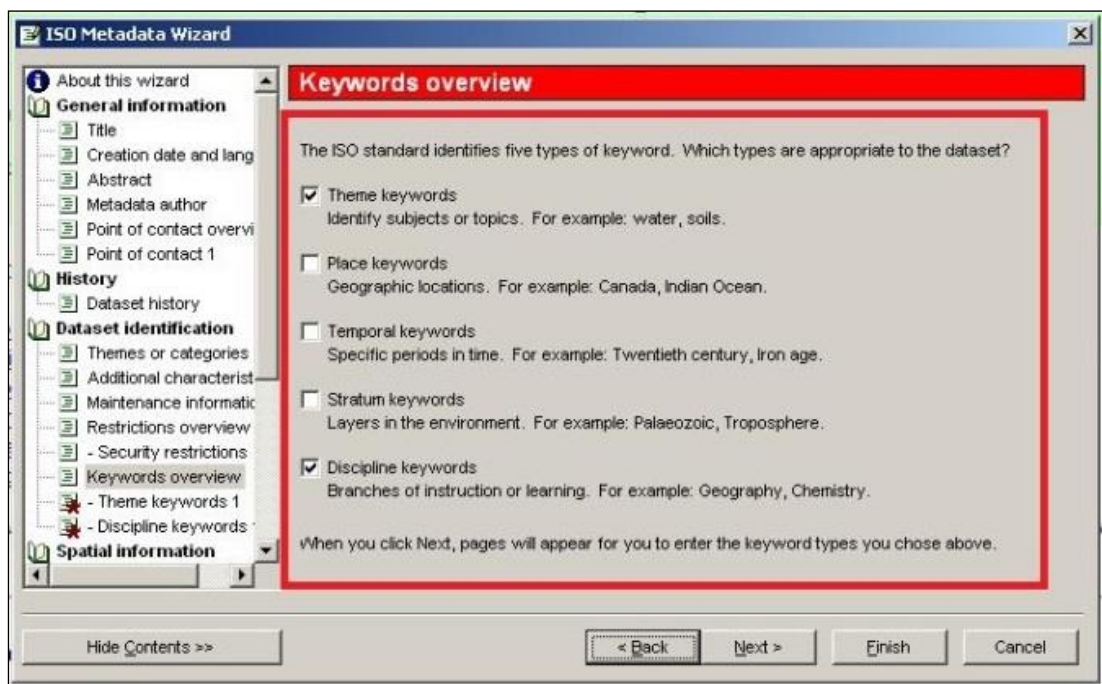 ISO Metadata Wizard
About this wizard
General information
Title
Creation date and lang
Abstract
Metadata author
Point of contact overvi
Point of contact 1
History
Dataset history
Dataset identification
Themes or categories
Additional characterist
Maintenance informatic
Restrictions overview
- Security restrictions
Keywords overview
- Theme keywords 1
- Discipline keywords
Spatial information
Keywords overview
The ISO standard identifies five types of keyword. Which types are appropriate to the dataset?
Theme keywords
Identify subjects or topics. For example: water, soils.
Place keywords
Geographic locations. For example: Canada, Indian Ocean.
Temporal keywords
Specific periods in time. For example: Twentieth century, Iron age.
Stratum keywords
Layers in the environment. For example: Palaeozoic, Troposphere.
Discipline keywords
Branches of instruction or learning. For example: Geography, Chemistry.
When you click Next, pages will appear for you to enter the keyword types you chose above.
Hide Contents >>
< Back
Next >
Finish
Cancel